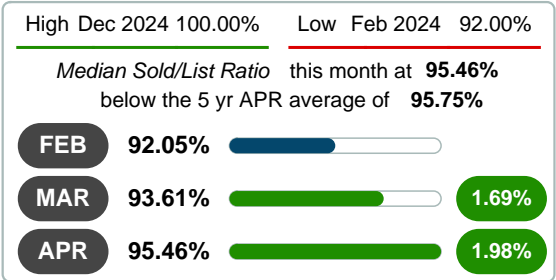 High Dec 2024 100.00% Low Feb 2024 92.00%
Median Sold/List Ratio this month at 95.46%
below the 5 yr APR average of 95.75%
FEB 92.05%
MAR 93.61% 1.69%
APR 95.46% 1.98%